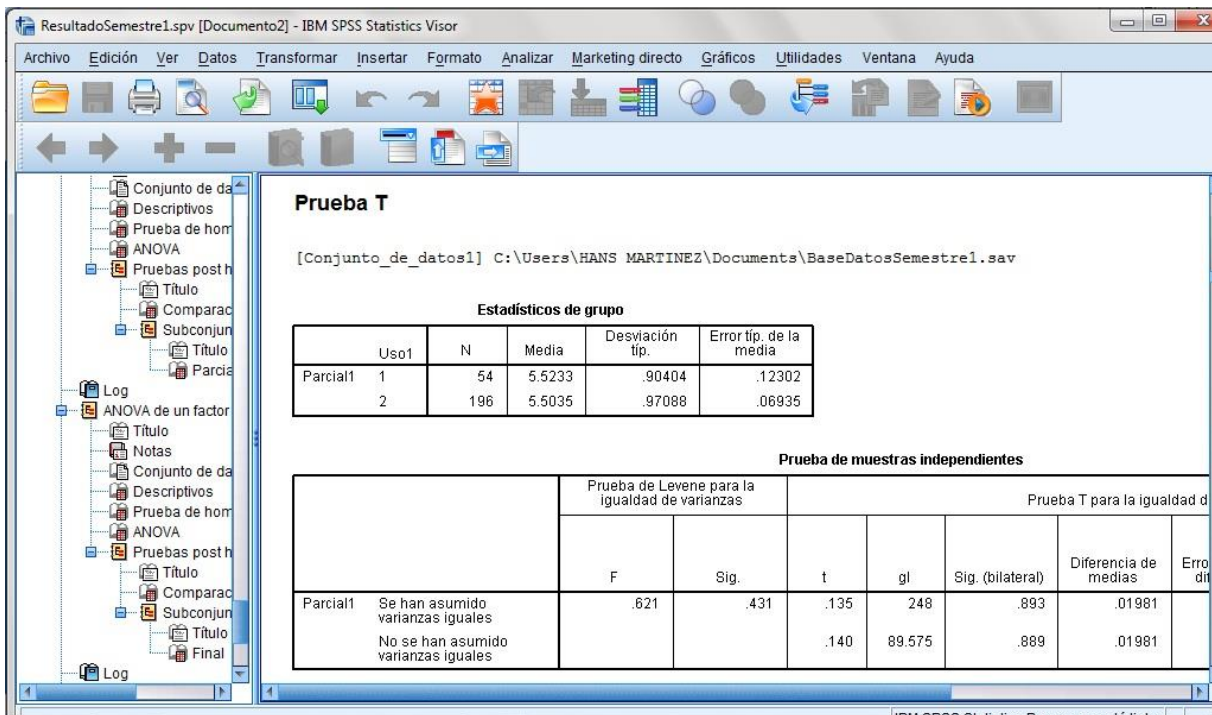 ResultadoSemestre1.spv [Documento2] - IBM SPSS Statistics Visor
Archivo Edición Ver Datos Transformar Insertar Formato Analizar Marketing directo Gráficos Utilidades Ventana Ayuda
Conjunto de da
Descriptivos
Prueba de hom
ANOVA
Pruebas post h
Título
Comparac
Subconjun
Título
Parcia
Log
ANOVA de un factor
Título
Notas
Conjunto de da
Descriptivos
Prueba de hom
ANOVA
Pruebas post h
Título
Comparac
Subconjun
Título
Final
Log
Prueba T
[Conjunto_de_datos1] C:\Users\HANS MARTINEZ\Documents\BaseDatosSemestre1.sav
Estadísticos de grupo
Uso1 N Media Desviación típ. Error típ. de la media
Parcial1 1 54 5.5233 .90404 .12302
2 196 5.5035 .97088 .06935
Prueba de muestras independientes
Prueba de Levene para la igualdad de varianzas Prueba T para la igualdad d
F Sig. t gl Sig. (bilateral) Diferencia de medias Erro dif
Parcial1 Se han asumido varianzas iguales .621 .431 .135 248 .893 .01981
No se han asumido varianzas iguales .140 89.575 .889 .01981